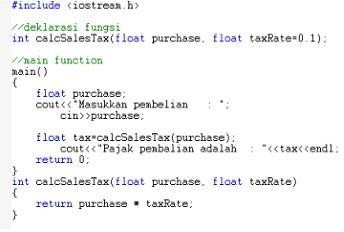 #include <iostream.h>
//deklarasi fungsi
int calcSalesTax(float purchase, float taxRate=0.1);
//main function
main()
{
float purchase;
cout<<"Masukkan pembelian : ";
cin>>purchase;
float tax=calcSalesTax(purchase);
cout<<"Pajak pembalian adalah : "<<tax<<endl;
return 0;
}
int calcSalesTax(float purchase, float taxRate)
{
return purchase * taxRate;
}